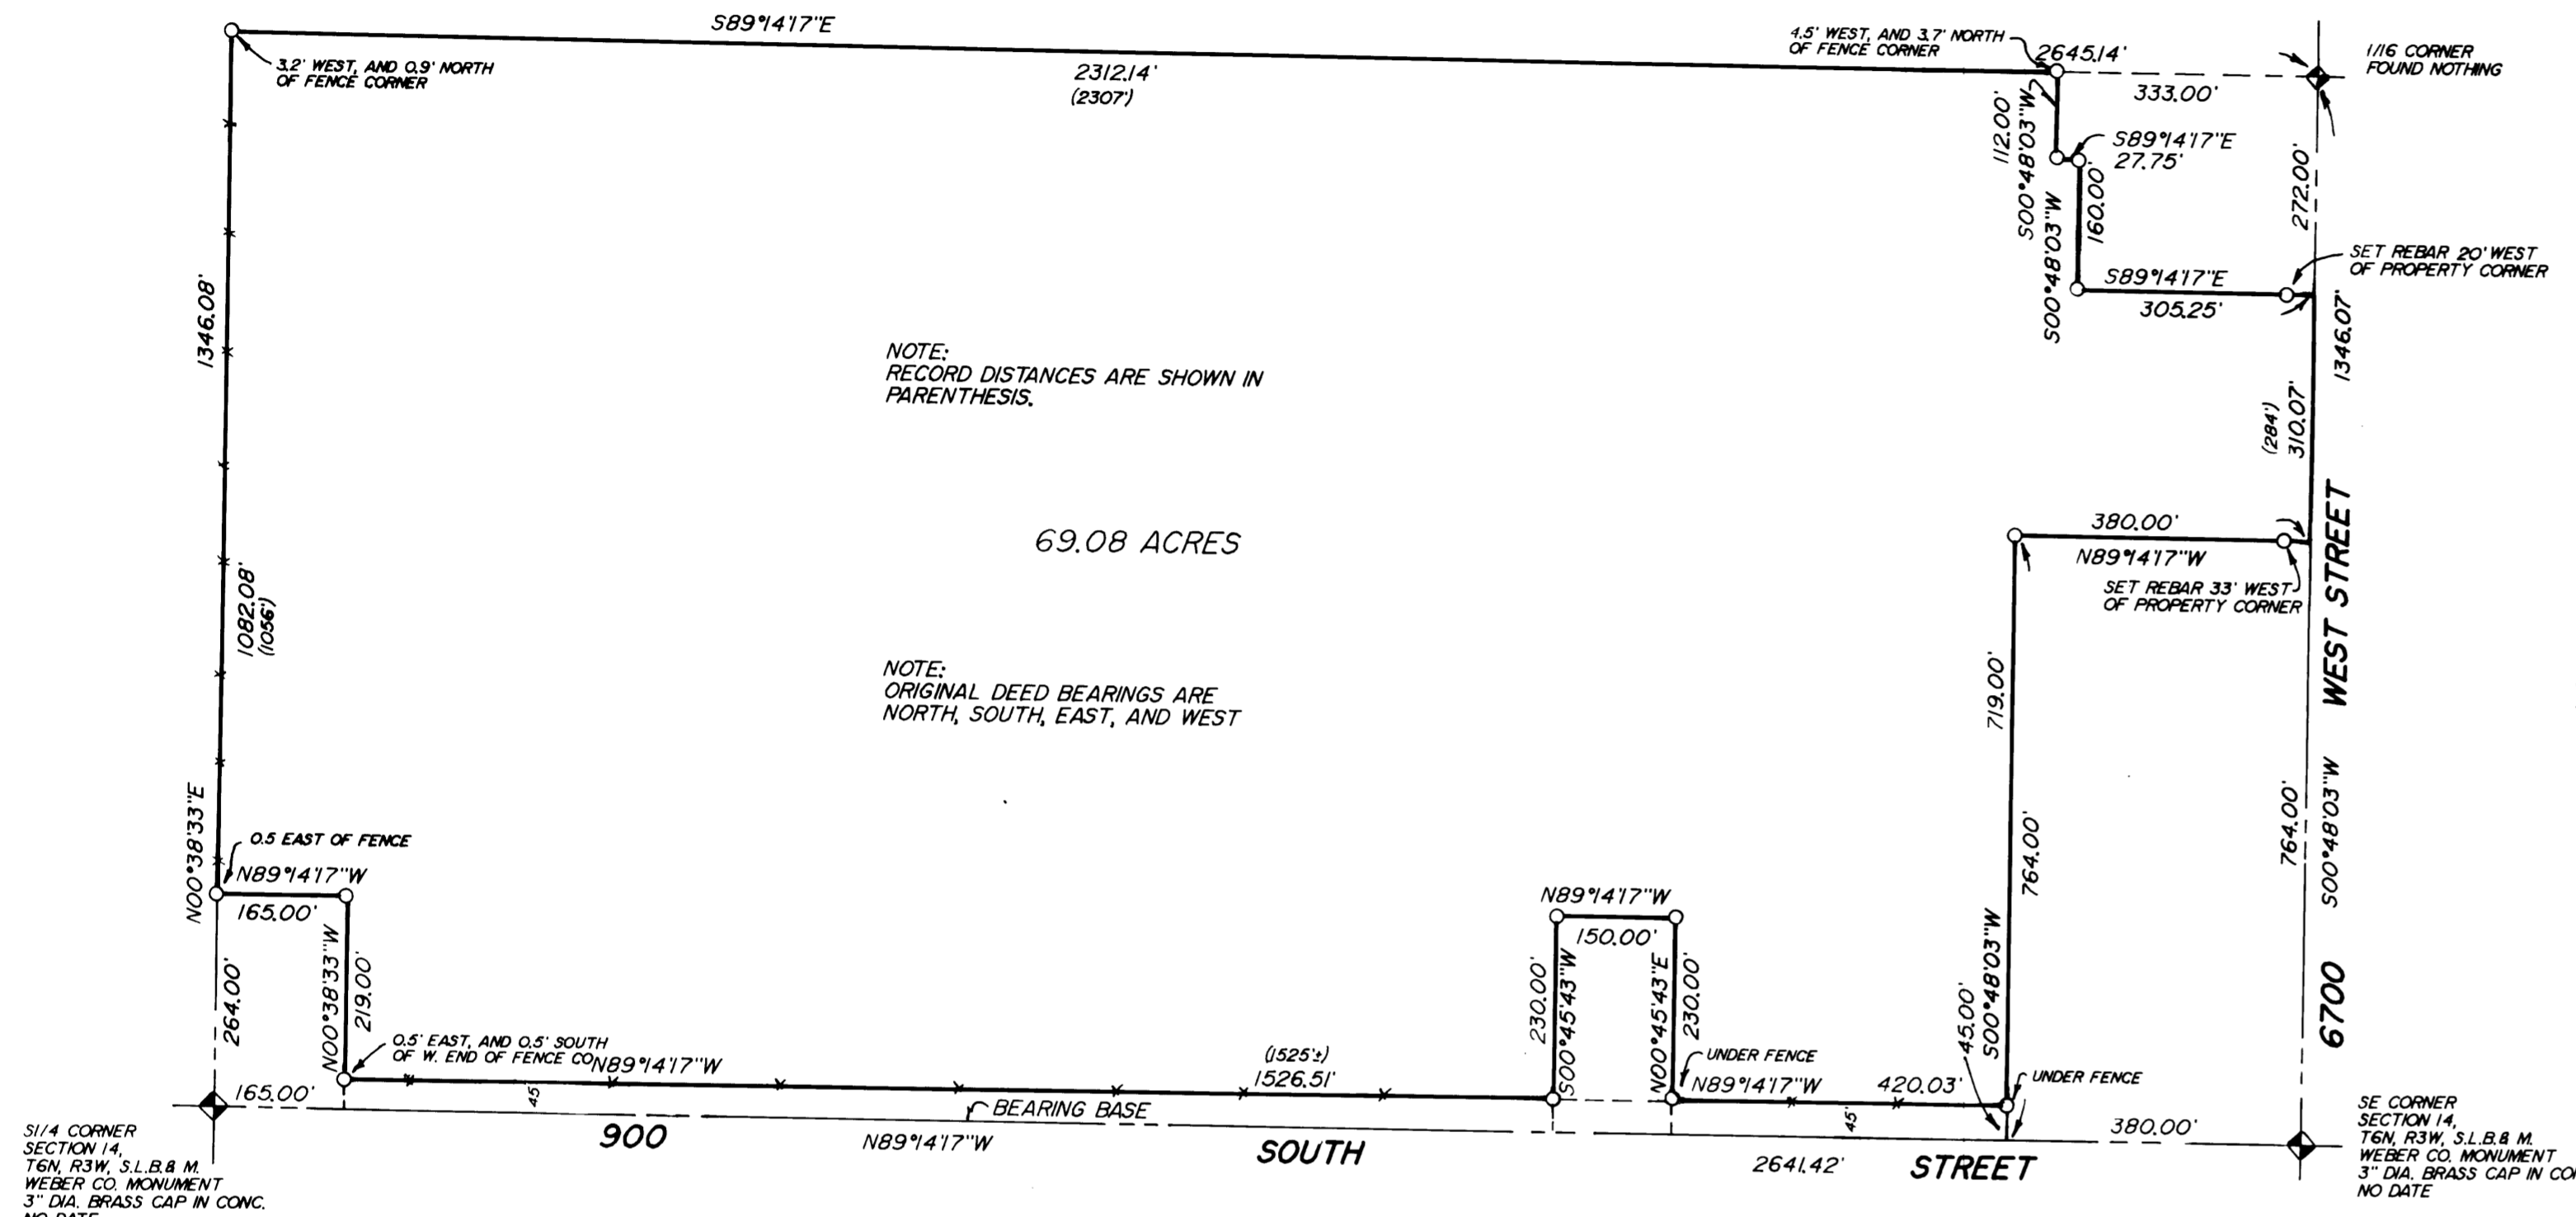 S89°14'17"E
2312.14'
(2307')
3.2' WEST, AND 0.9' NORTH
OF FENCE CORNER
4.5' WEST, AND 3.7' NORTH
OF FENCE CORNER
2645.14'
333.00'
1/16 CORNER
FOUND NOTHING
112.00'
S00°48'03"W
S89°14'17"E
27.75'
160.00'
S00°48'03"W
272.00'
SET REBAR 20' WEST
OF PROPERTY CORNER
S89°14'17"E
305.25'
1346.07'
(284')
310.07'
1346.08'
NOTE:
RECORD DISTANCES ARE SHOWN IN
PARENTHESIS.
69.08 ACRES
380.00'
N89°14'17"W
SET REBAR 33' WEST
OF PROPERTY CORNER
WEST STREET
1082.08'
(1056')
NOTE:
ORIGINAL DEED BEARINGS ARE
NORTH, SOUTH, EAST, AND WEST
719.00'
764.00'
764.00'
S00°48'03"W
N00°38'33"E
0.5 EAST OF FENCE
N89°14'17"W
165.00'
N89°14'17"W
150.00'
S00°48'03"W
45.00'
6700
264.00'
N00°38'33"W
219.00'
230.00'
S00°45'43"W
N00°45'43"E
230.00'
0.5' EAST, AND 0.5' SOUTH
OF W. END OF FENCE CO
N89°14'17"W
(1525'±)
1526.51'
UNDER FENCE
N89°14'17"W
420.03'
UNDER FENCE
165.00'
45'
BEARING BASE
45'
380.00'
900
N89°14'17"W
SOUTH
2641.42'
STREET
S1/4 CORNER
SECTION 14,
T6N, R3W, S.L.B.& M.
WEBER CO. MONUMENT
3" DIA. BRASS CAP IN CONC.
NO DATE
SE CORNER
SECTION 14,
T6N, R3W, S.L.B.& M.
WEBER CO. MONUMENT
3" DIA. BRASS CAP IN CO
NO DATE